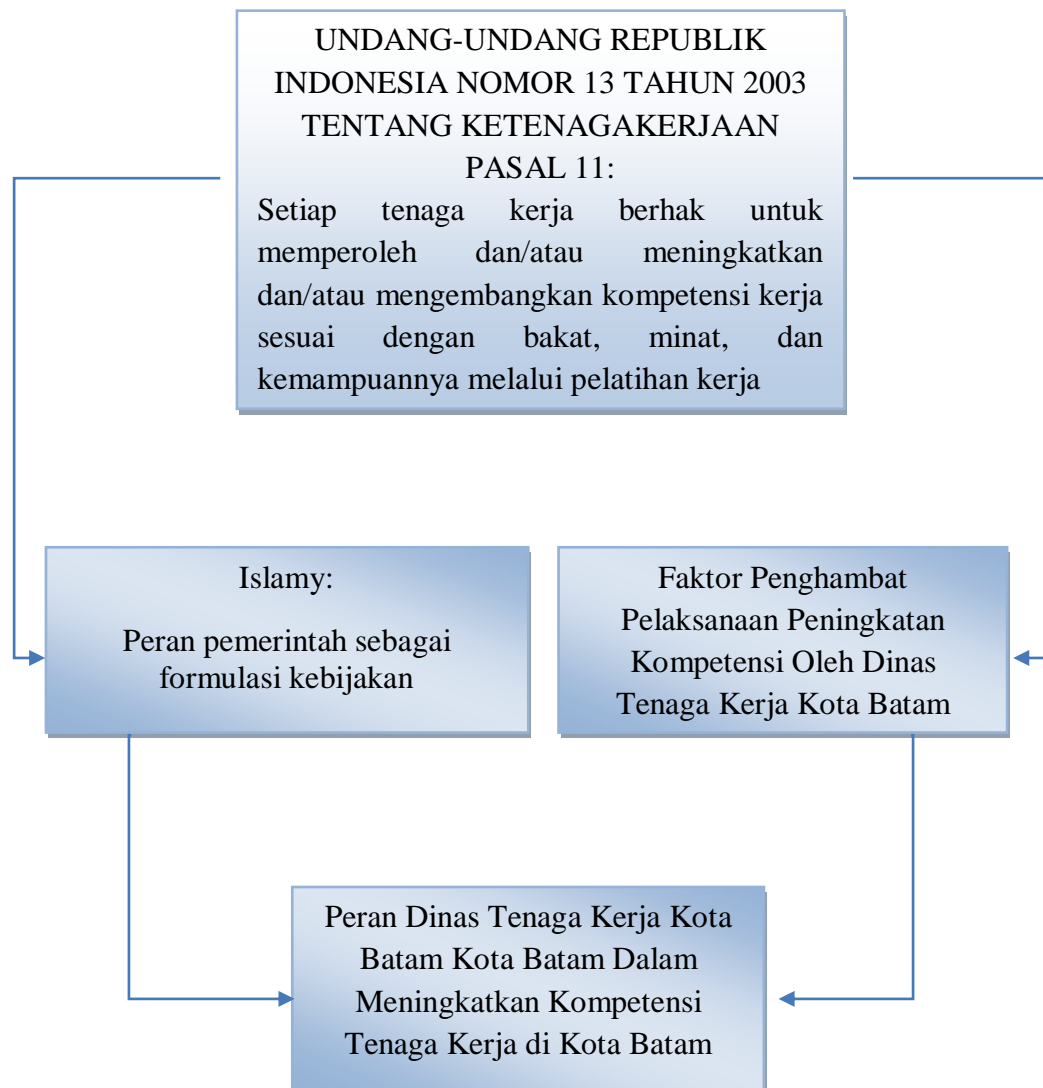 UNDANG-UNDANG REPUBLIK
INDONESIA NOMOR 13 TAHUN 2003
TENTANG KETENAGAKERJAAN
PASAL 11:
Setiap tenaga kerja berhak untuk
memperoleh dan/atau meningkatkan
dan/atau mengembangkan kompetensi kerja
sesuai dengan bakat, minat, dan
kemampuannya melalui pelatihan kerja
Islamy:
Peran pemerintah sebagai
formulasi kebijakan
Faktor Penghambat
Pelaksanaan Peningkatan
Kompetensi Oleh Dinas
Tenaga Kerja Kota Batam
Peran Dinas Tenaga Kerja Kota
Batam Kota Batam Dalam
Meningkatkan Kompetensi
Tenaga Kerja di Kota Batam